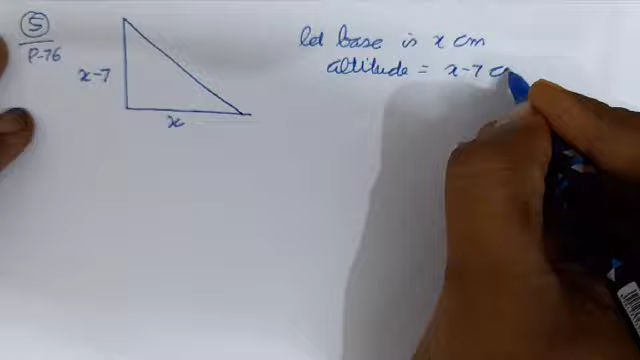 5
P-76
x-7
x
let base is x cm
altitude = x-7 c